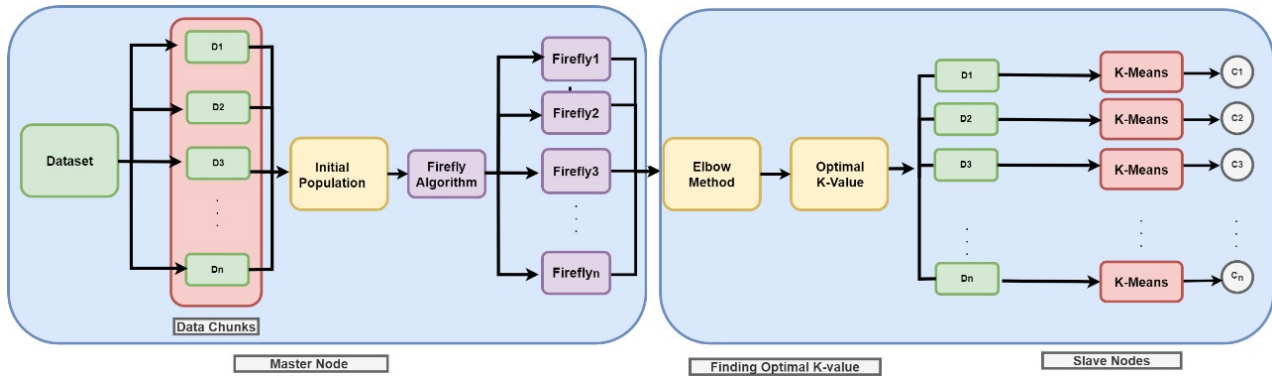 Dataset
D1
D2
D3
Dn
Data Chunks
Initial
Population
Firefly
Algorithm
Firefly1
Firefly2
Firefly3
Fireflyn
Master Node
Elbow
Method
Optimal
K-Value
D1
D2
D3
Dn
K-Means
K-Means
K-Means
K-Means
C1
C2
C3
Cn
Finding Optimal K-value
Slave Nodes